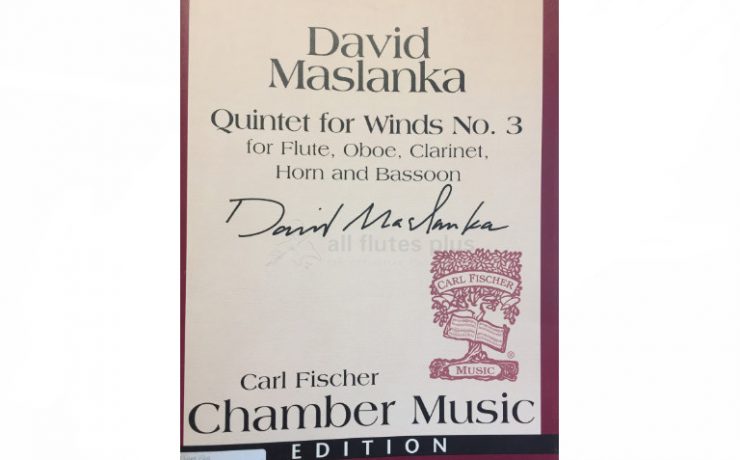 David
Maslanka
Quintet for Winds No. 3
for Flute, Oboe, Clarinet,
Horn and Bassoon
David Maslanka
all flutes plus
CARL FISCHER
MUSIC
®
Carl Fischer
Chamber Music
EDITION